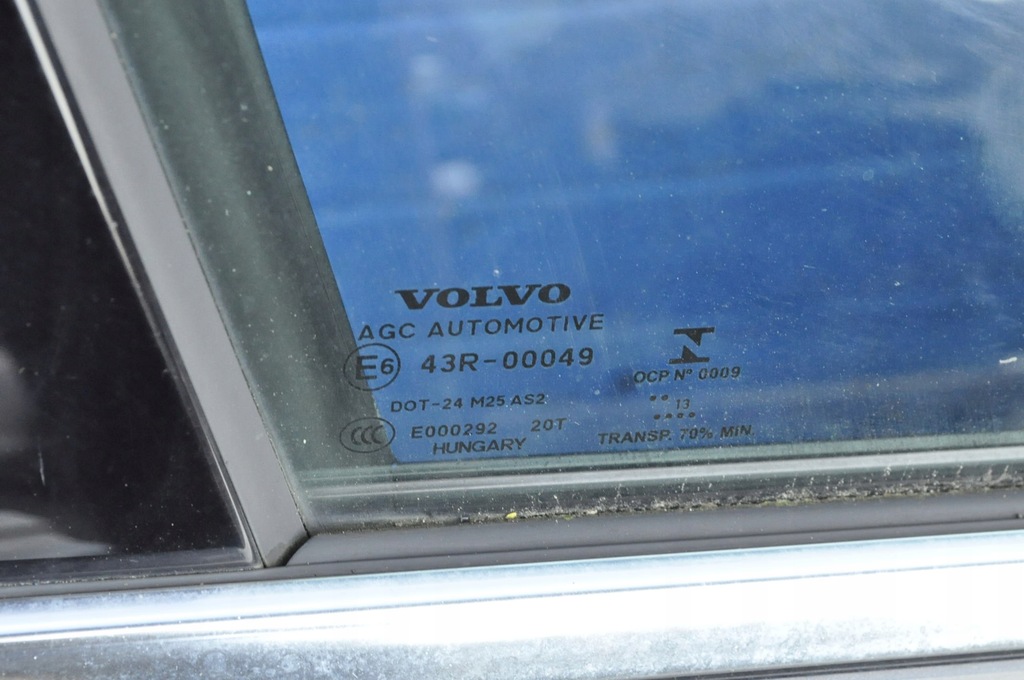 VOLVO
AGC AUTOMOTIVE
E6 43R-00049
DOT-24 M25 AS2
CCC E000292 20T
HUNGARY
N
OCP Nº 0009
.. 13
....
TRANSP. 70% MIN.